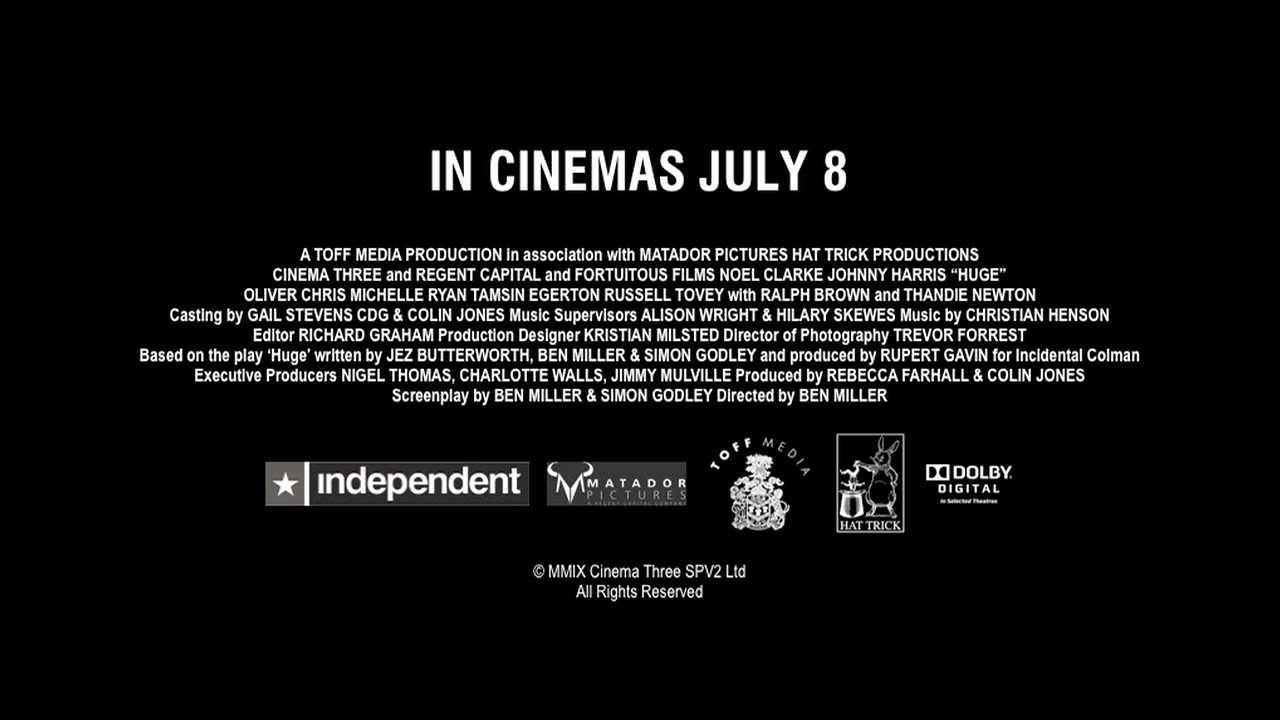 IN CINEMAS JULY 8
A TOFF MEDIA PRODUCTION in association with MATADOR PICTURES HAT TRICK PRODUCTIONS
CINEMA THREE and REGENT CAPITAL and FORTUITOUS FILMS NOEL CLARKE JOHNNY HARRIS “HUGE”
OLIVER CHRIS MICHELLE RYAN TAMSIN EGERTON RUSSELL TOVEY with RALPH BROWN and THANDIE NEWTON
Casting by GAIL STEVENS CDG & COLIN JONES Music Supervisors ALISON WRIGHT & HILARY SKEWES Music by CHRISTIAN HENSON
Editor RICHARD GRAHAM Production Designer KRISTIAN MILSTED Director of Photography TREVOR FORREST
Based on the play ‘Huge’ written by JEZ BUTTERWORTH, BEN MILLER & SIMON GODLEY and produced by RUPERT GAVIN for Incidental Colman
Executive Producers NIGEL THOMAS, CHARLOTTE WALLS, JIMMY MULVILLE Produced by REBECCA FARHALL & COLIN JONES
Screenplay by BEN MILLER & SIMON GODLEY Directed by BEN MILLER
independent
MATADOR
PICTURES
A REGENT CAPITAL COMPANY
TOFF MEDIA
HAT TRICK
DOLBY
DIGITAL
In Selected Theatres
© MMIX Cinema Three SPV2 Ltd
All Rights Reserved